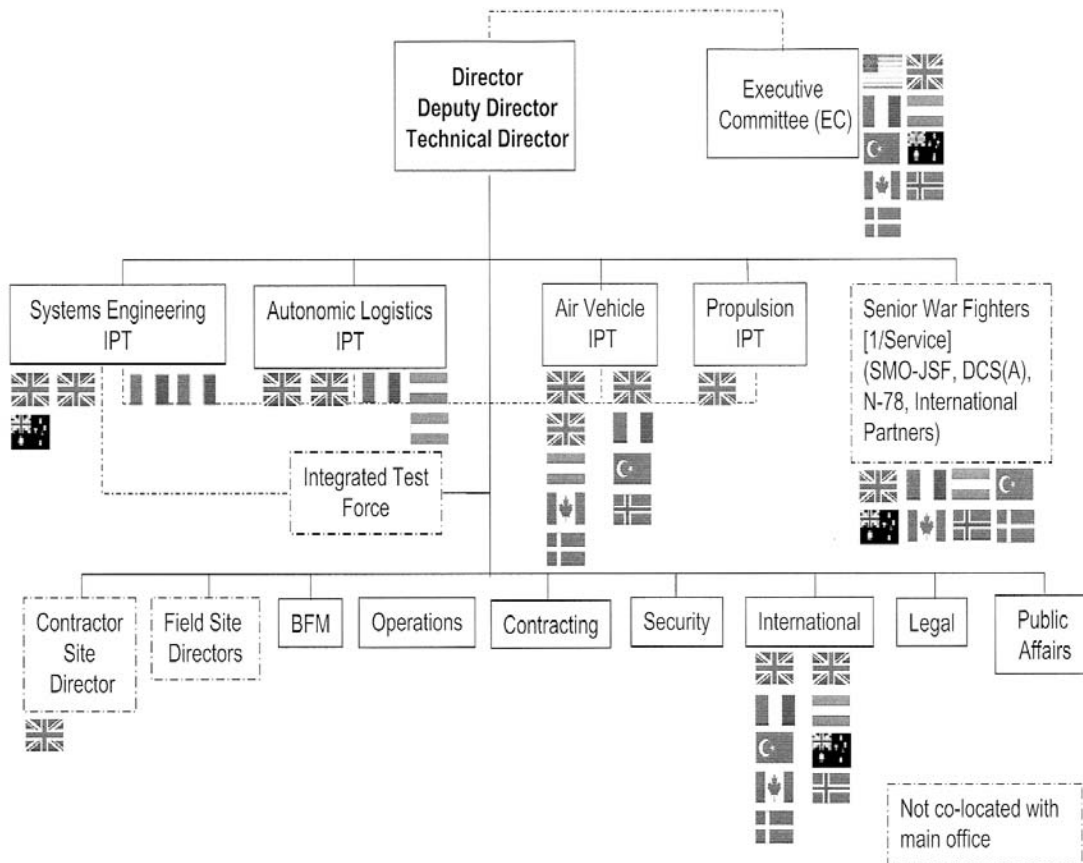 Director
Deputy Director
Technical Director
Executive
Committee (EC)
Systems Engineering
IPT
Autonomic Logistics
IPT
Air Vehicle
IPT
Propulsion
IPT
Senior War Fighters
[1/Service]
(SMO-JSF, DCS(A),
N-78, International
Partners)
Integrated Test
Force
Contractor
Site
Director
Field Site
Directors
BFM
Operations
Contracting
Security
International
Legal
Public
Affairs
Not co-located with
main office